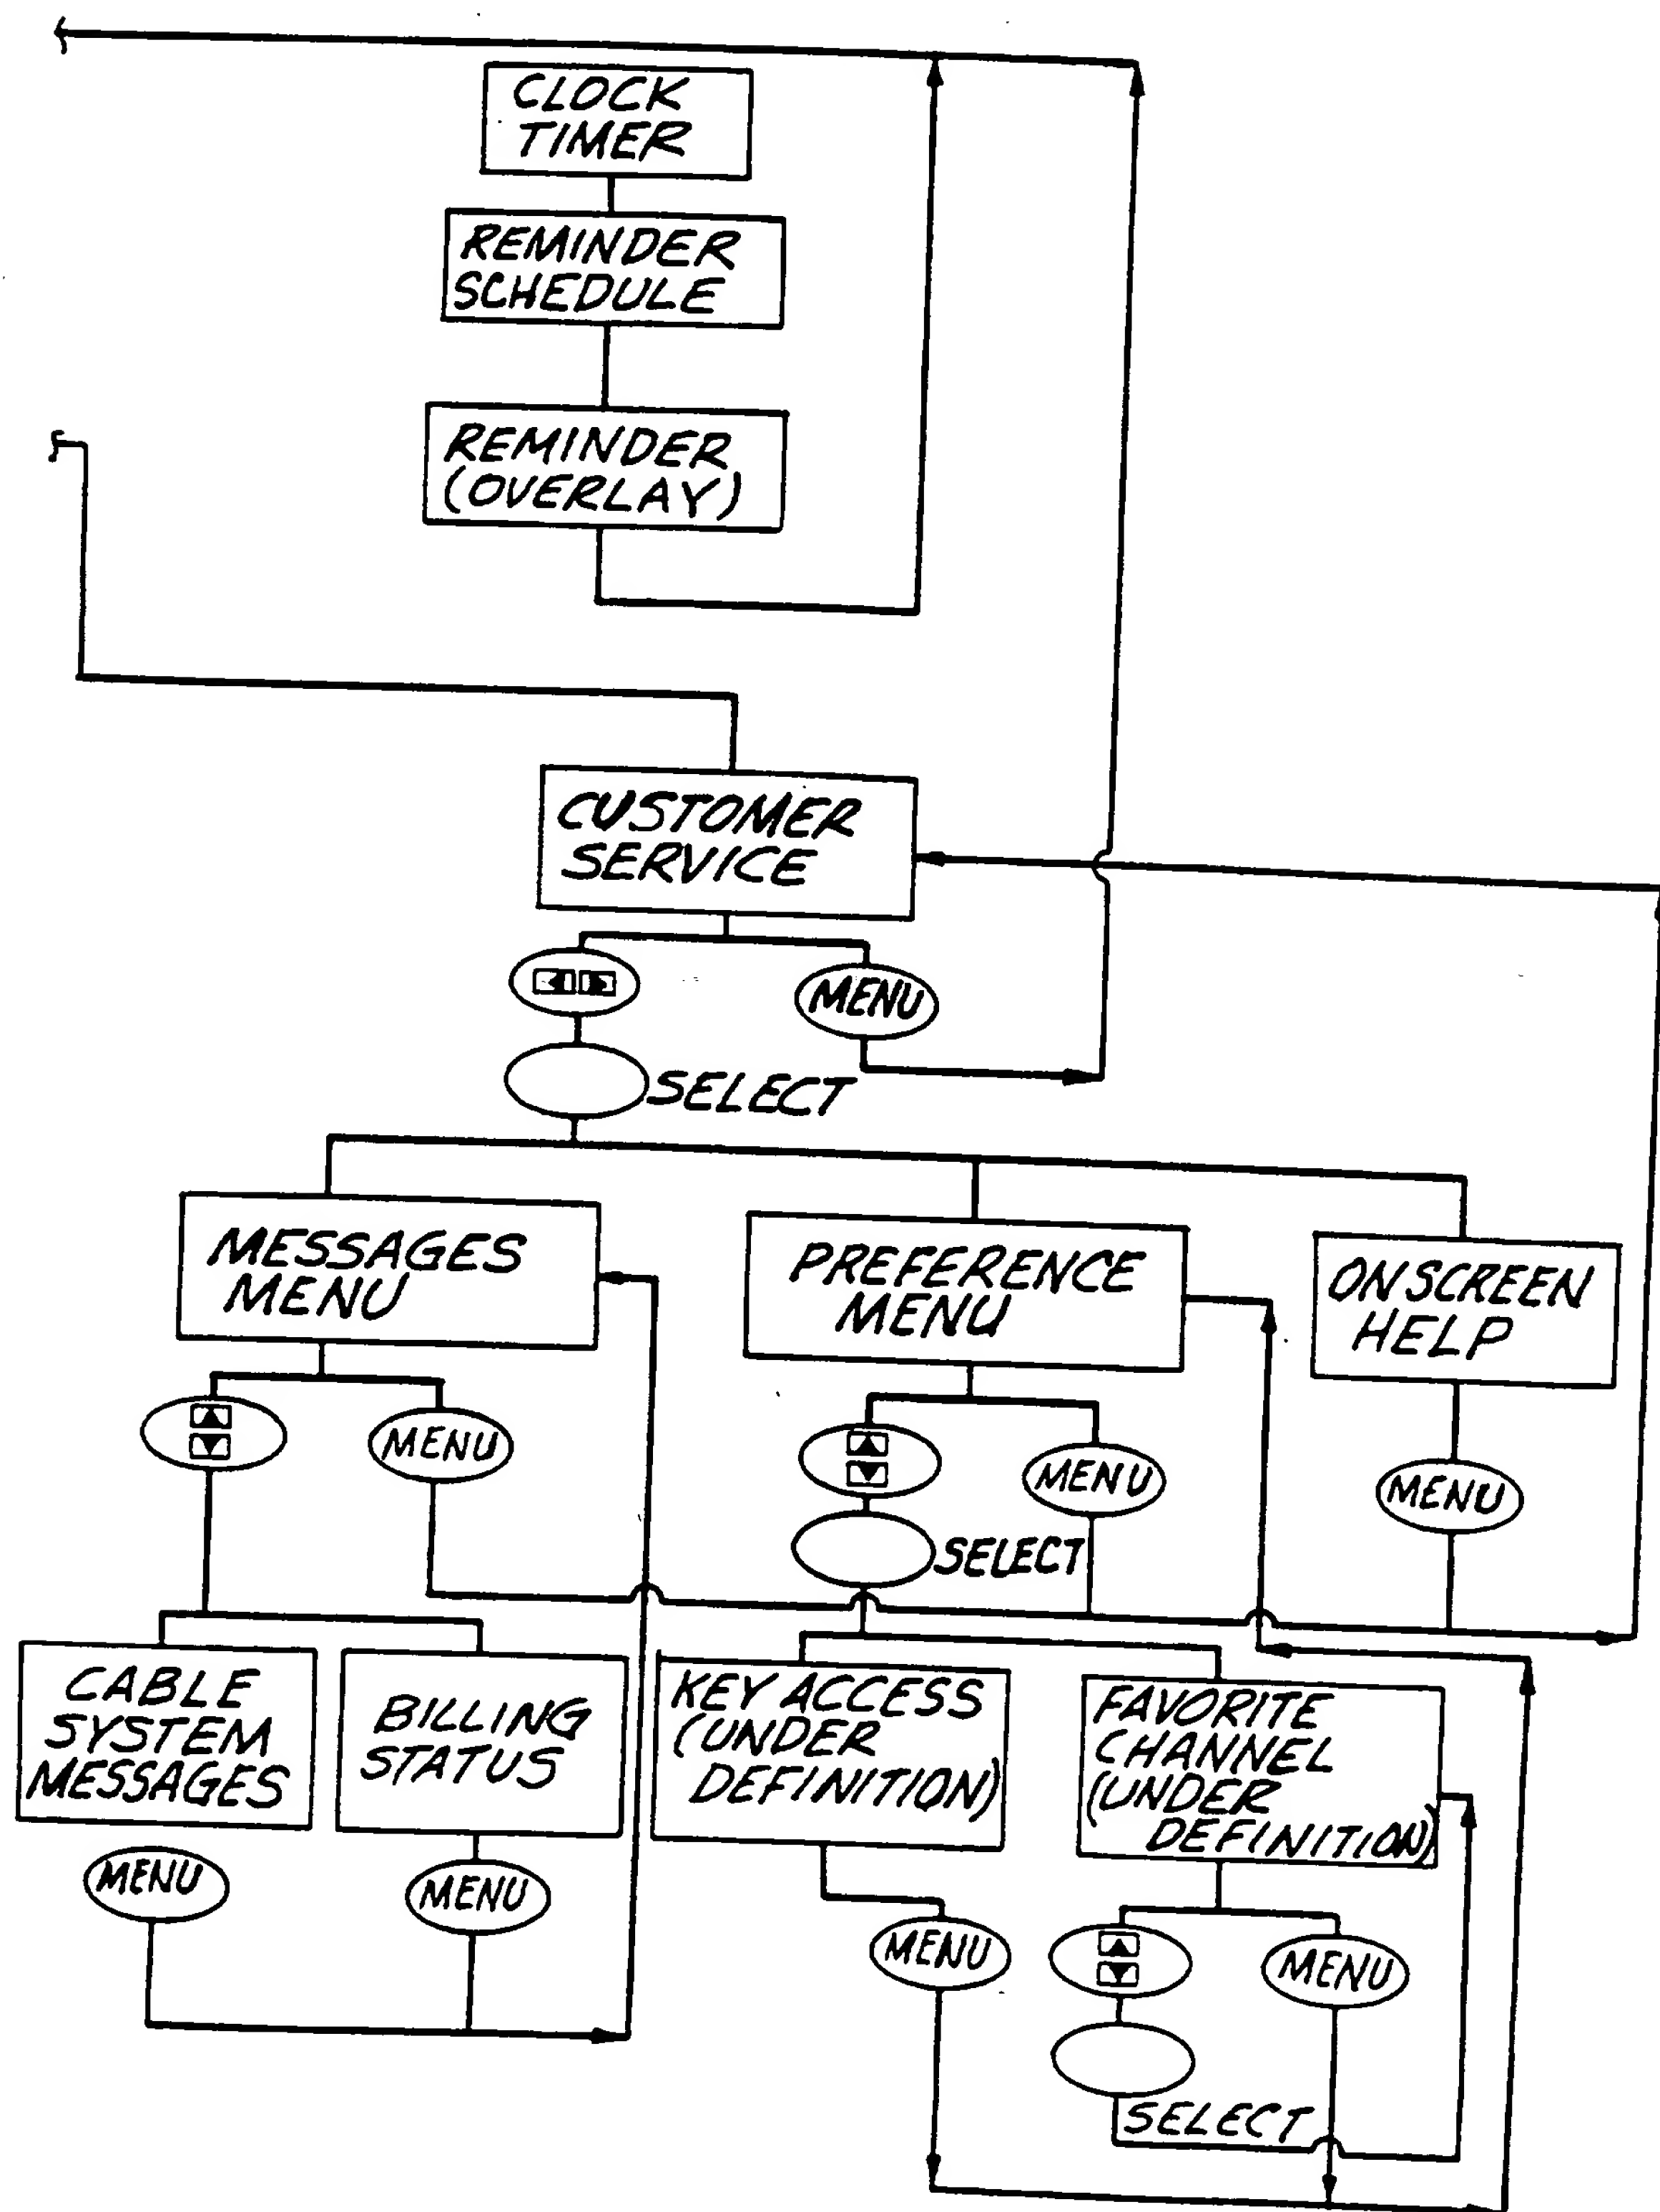 CLOCK
TIMER
REMINDER
SCHEDULE
REMINDER
(OVERLAY)
CUSTOMER
SERVICE
MENU
SELECT
MESSAGES
MENU
PREFERENCE
MENU
ON SCREEN
HELP
MENU
MENU
MENU
SELECT
CABLE
SYSTEM
MESSAGES
BILLING
STATUS
KEY ACCESS
(UNDER
DEFINITION)
FAVORITE
CHANNEL
(UNDER
DEFINITION)
MENU
MENU
MENU
MENU
SELECT